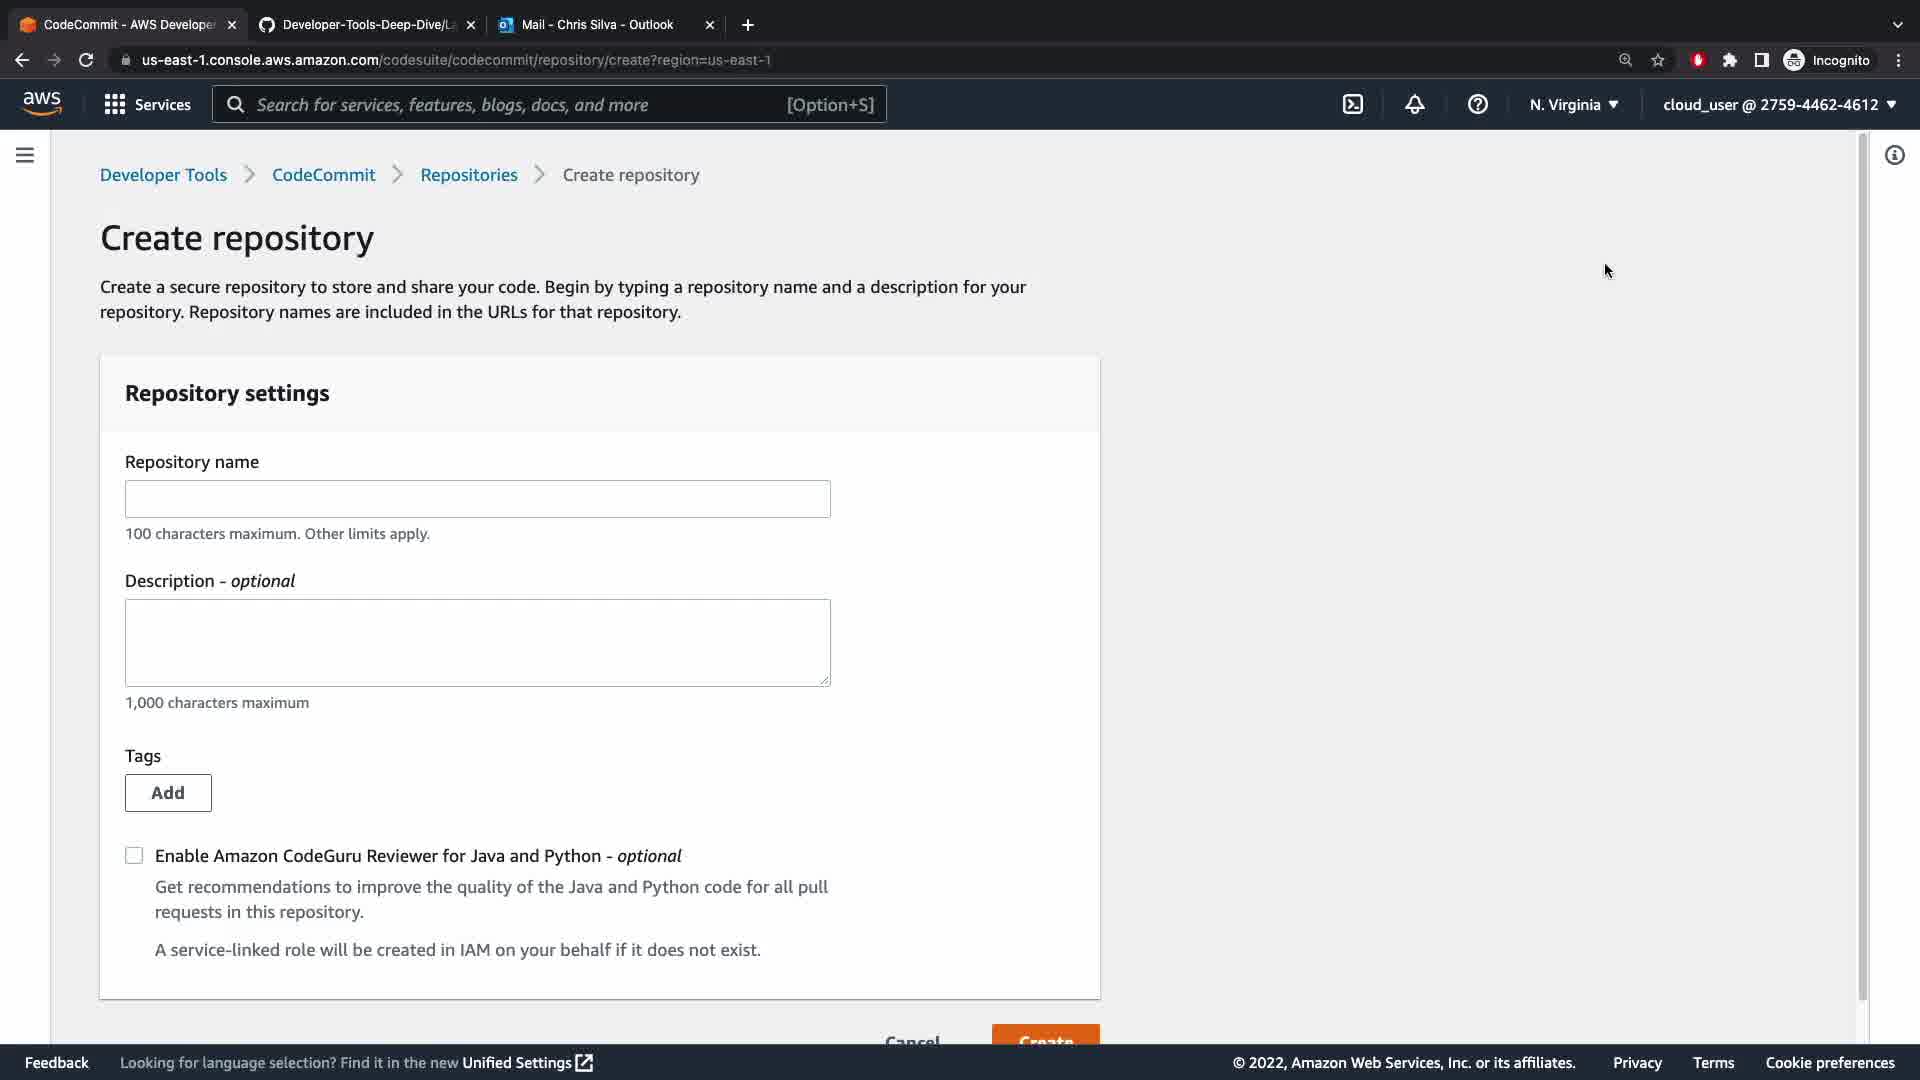 CodeCommit - AWS Developer
Developer-Tools-Deep-Dive/La
Mail - Chris Silva - Outlook
us-east-1.console.aws.amazon.com/codesuite/codecommit/repository/create?region=us-east-1
Incognito
aws
Services
Search for services, features, blogs, docs, and more
[Option+S]
N. Virginia
cloud_user @ 2759-4462-4612
Developer Tools
CodeCommit
Repositories
Create repository
Create repository
Create a secure repository to store and share your code. Begin by typing a repository name and a description for your
repository. Repository names are included in the URLs for that repository.
Repository settings
Repository name
100 characters maximum. Other limits apply.
Description - optional
1,000 characters maximum
Tags
Add
Enable Amazon CodeGuru Reviewer for Java and Python - optional
Get recommendations to improve the quality of the Java and Python code for all pull
requests in this repository.
A service-linked role will be created in IAM on your behalf if it does not exist.
Cancel
Create
Feedback
Looking for language selection? Find it in the new Unified Settings
© 2022, Amazon Web Services, Inc. or its affiliates.
Privacy
Terms
Cookie preferences